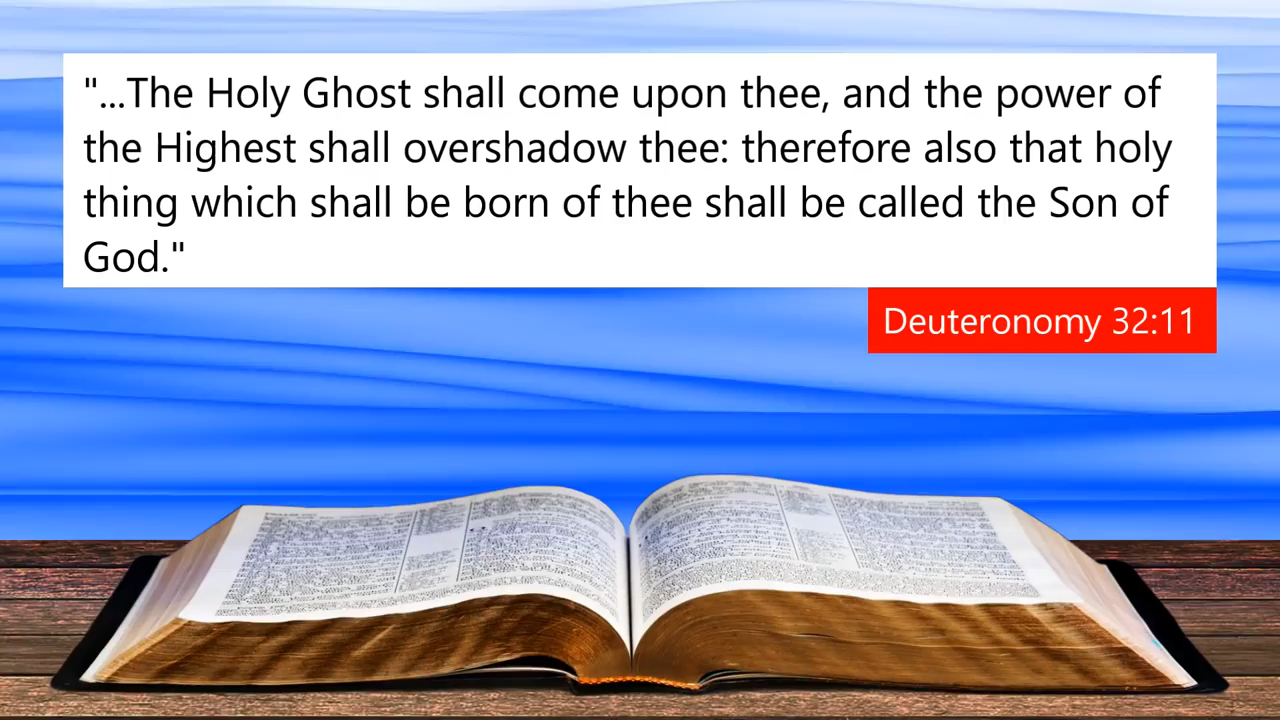 "...The Holy Ghost shall come upon thee, and the power of
the Highest shall overshadow thee: therefore also that holy
thing which shall be born of thee shall be called the Son of
God."
Deuteronomy 32:11